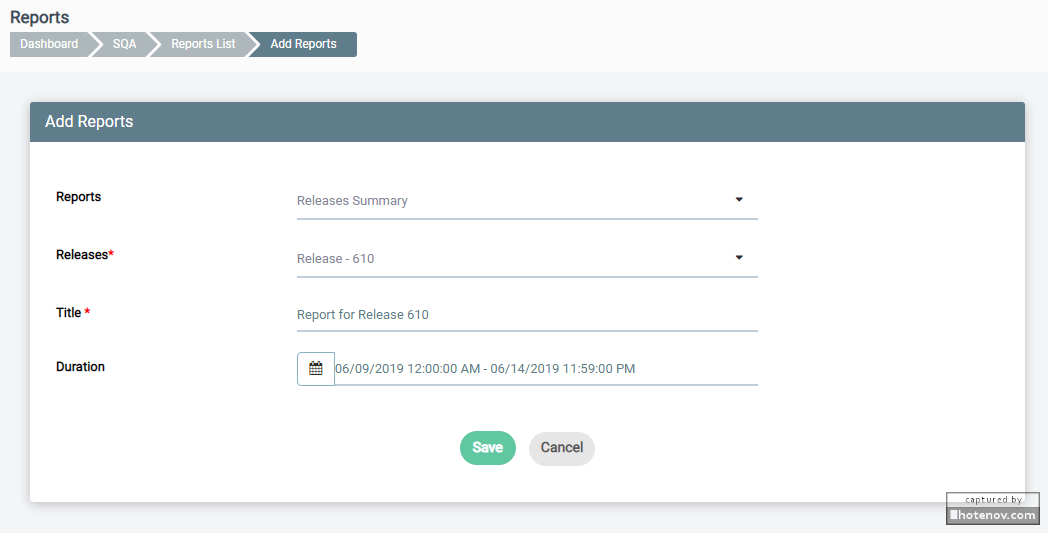 Reports
Dashboard SQA Reports List Add Reports
Add Reports
Reports Releases Summary
Releases* Release - 610
Title * Report for Release 610
Duration 06/09/2019 12:00:00 AM - 06/14/2019 11:59:00 PM
Save Cancel
captured by
hotenov.com